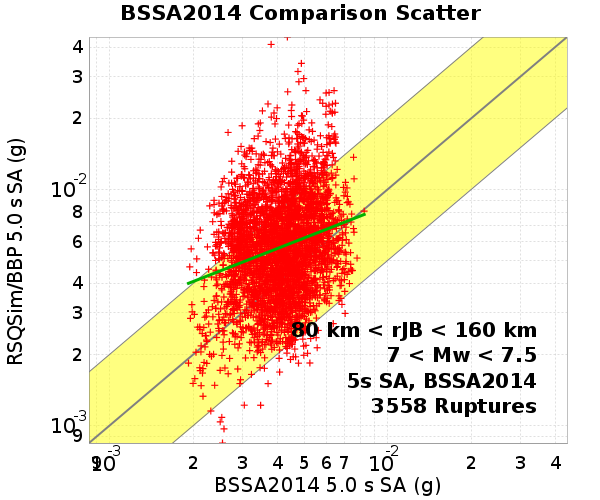 BSSA2014 Comparison Scatter
RSQSim/BBP 5.0 s SA (g)
4
3
2
10-2
8
6
4
3
2
10-3
9
80 km < rJB < 160 km
7 < Mw < 7.5
5s SA, BSSA2014
3558 Ruptures
9 10-3 2 3 4 5 6 7 10-2 2 3 4
BSSA2014 5.0 s SA (g)